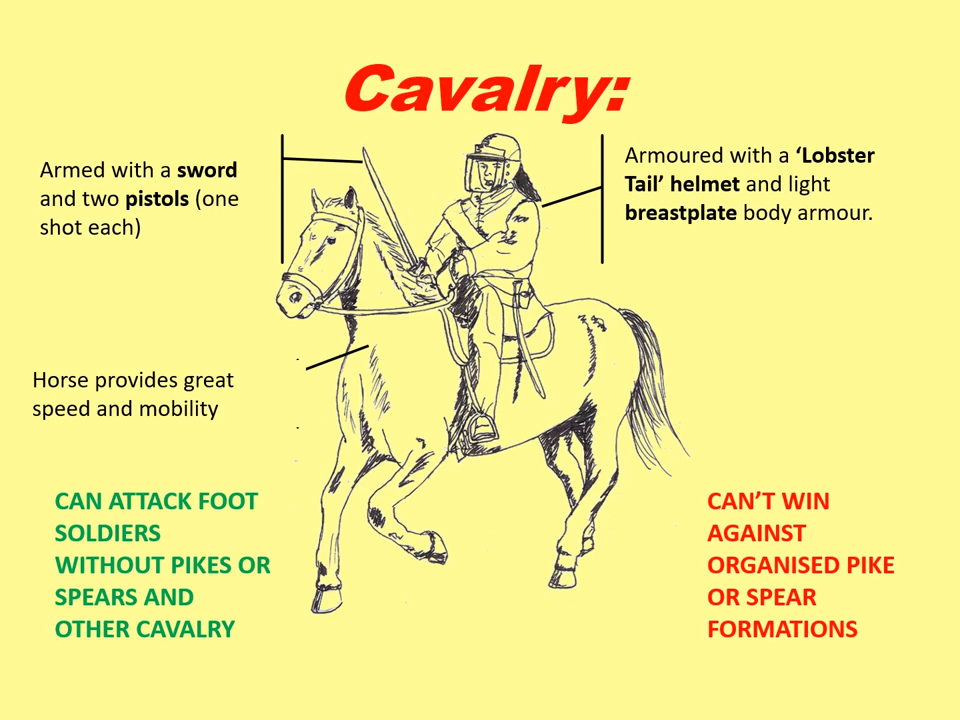 Cavalry:
Armed with a sword
and two pistols (one
shot each)
Armoured with a ‘Lobster
Tail’ helmet and light
breastplate body armour.
Horse provides great
speed and mobility
CAN ATTACK FOOT
SOLDIERS
WITHOUT PIKES OR
SPEARS AND
OTHER CAVALRY
CAN’T WIN
AGAINST
ORGANISED PIKE
OR SPEAR
FORMATIONS